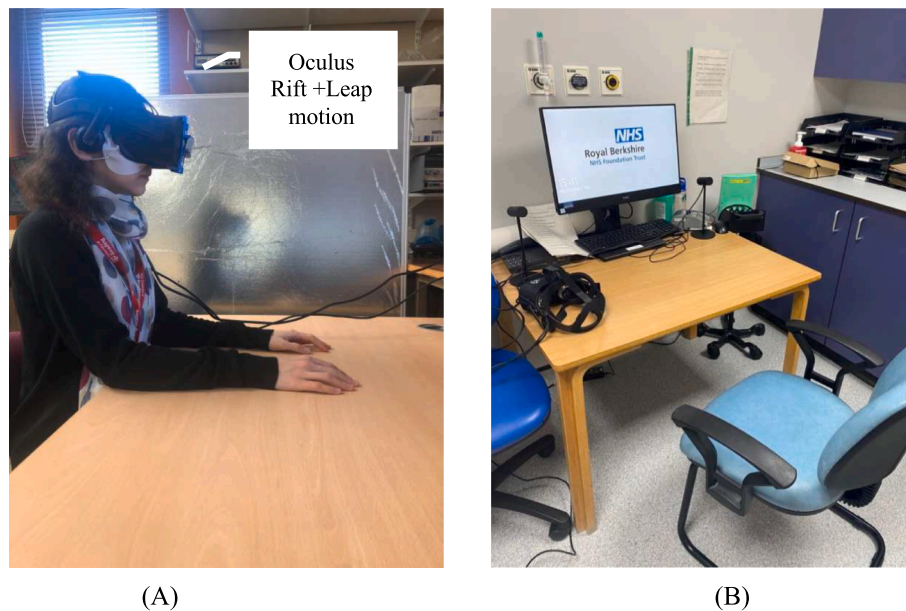 Oculus
Rift +Leap
motion
NHS
Royal Berkshire
NHS Foundation Trust
(A)
(B)